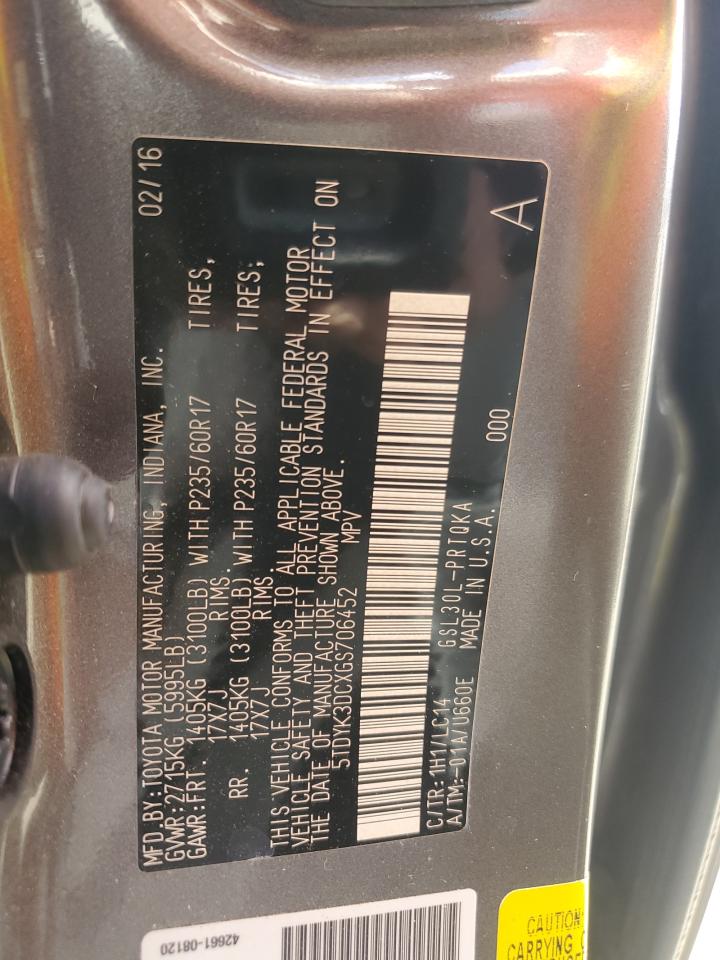 MFD.BY:TOYOTA MOTOR MANUFACTURING, INDIANA, INC. 02/16
GVWR:2715KG (5995LB)
GAWR:FRT. 1405KG (3100LB) WITH P235/60R17 TIRES,
17X7J RIMS.
RR. 1405KG (3100LB) WITH P235/60R17 TIRES;
17X7J RIMS.
THIS VEHICLE CONFORMS TO ALL APPLICABLE FEDERAL MOTOR
VEHICLE SAFETY AND THEFT PREVENTION STANDARDS IN EFFECT ON
THE DATE OF MANUFACTURE SHOWN ABOVE.
5TDYK3DCXGS706452 MPV
C/TR: 1H1/LC14 GSL30L-PRTQKA
A/TM:-01A/U660E MADE IN U.S.A. 000 A
42661-08120
CAUTION
CARRYING